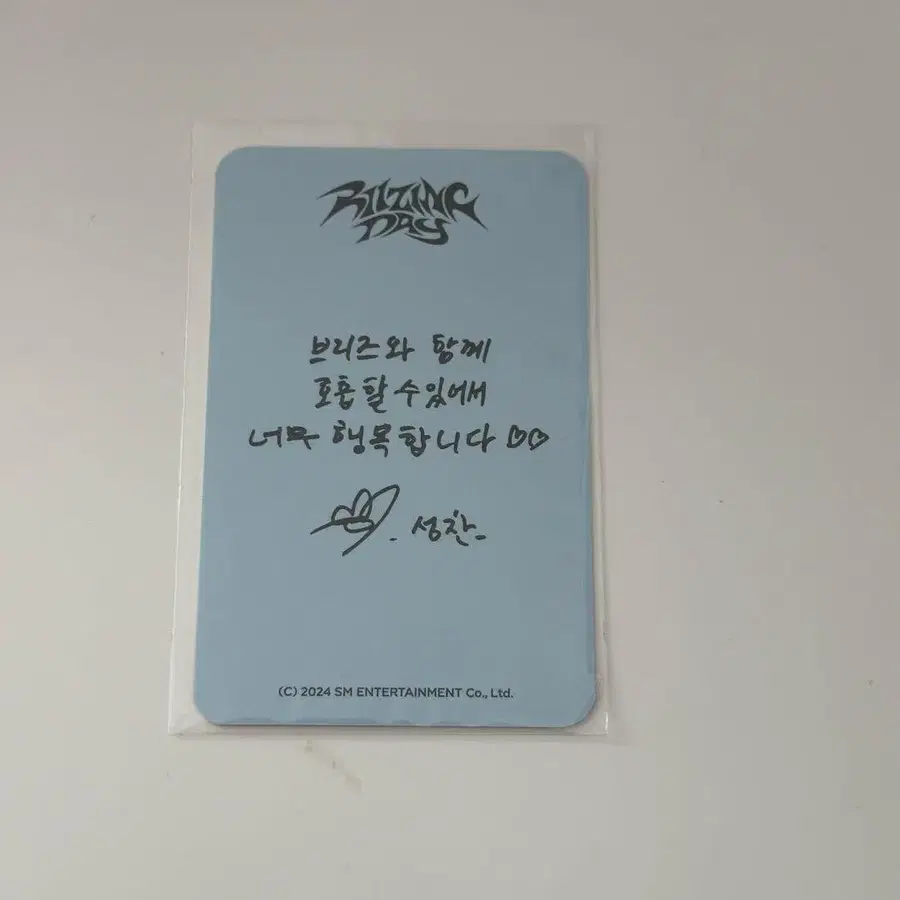 RIIZING
DAY
브리즈와 함께
호흡할 수 있어서
너무 행복합니다 ♡♡
. 성찬_
(C) 2024 SM ENTERTAINMENT Co., Ltd.